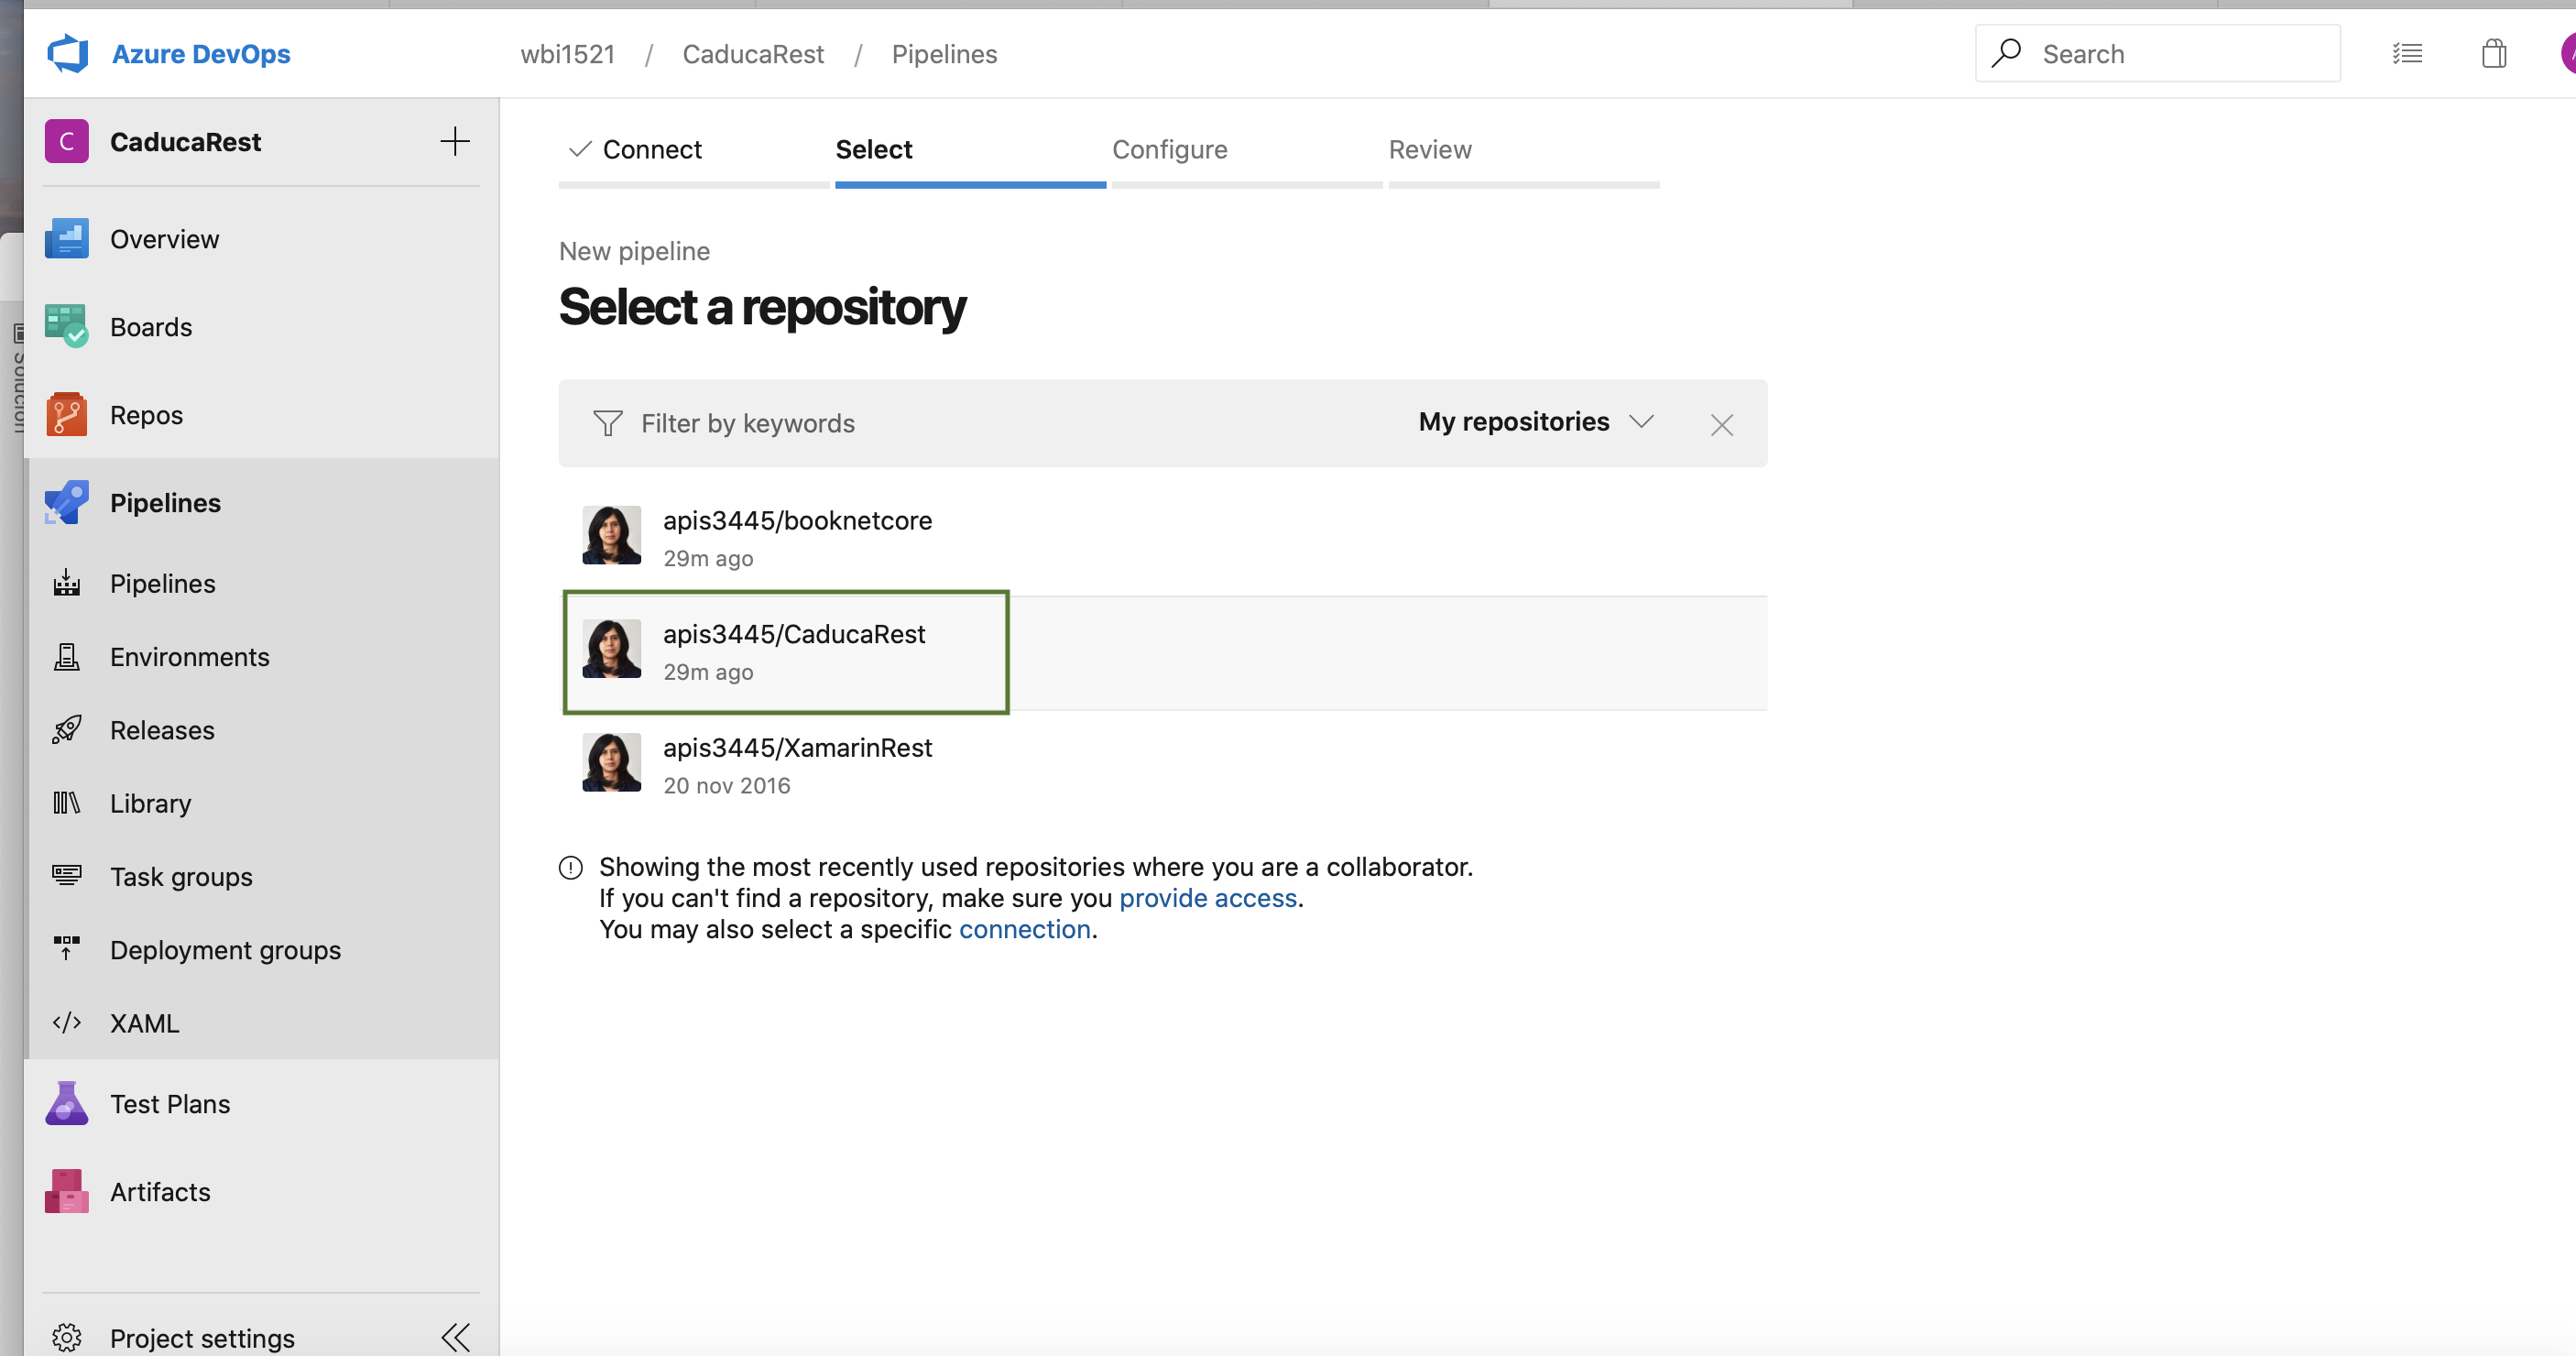 Azure DevOps
wbi1521 / CaducaRest / Pipelines
Search
C CaducaRest
Overview
Boards
Repos
Pipelines
Pipelines
Environments
Releases
Library
Task groups
Deployment groups
XAML
Test Plans
Artifacts
Project settings
Solución
Connect
Select
Configure
Review
New pipeline
Select a repository
Filter by keywords
My repositories
apis3445/booknetcore
29m ago
apis3445/CaducaRest
29m ago
apis3445/XamarinRest
20 nov 2016
Showing the most recently used repositories where you are a collaborator.
If you can't find a repository, make sure you provide access.
You may also select a specific connection.